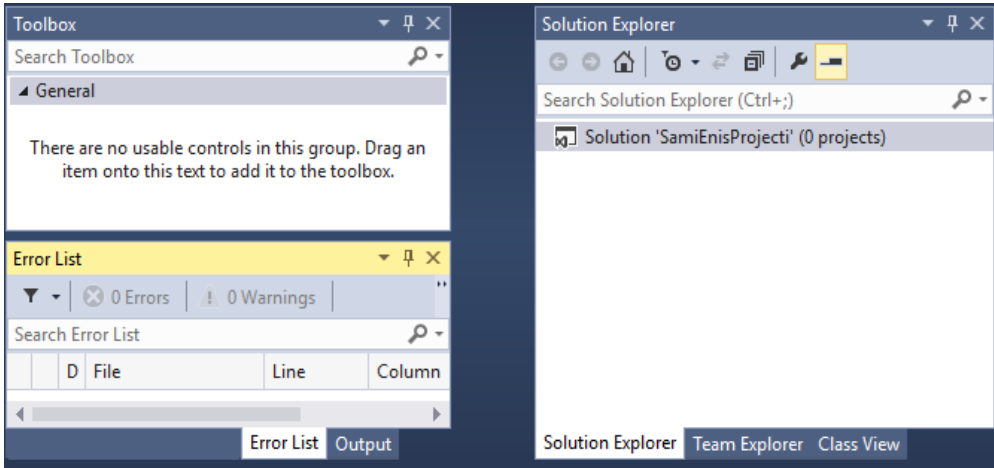 Toolbox
Search Toolbox
General
There are no usable controls in this group. Drag an
item onto this text to add it to the toolbox.
Error List
0 Errors
0 Warnings
Search Error List
D File Line Column
Error List Output
Solution Explorer
Search Solution Explorer (Ctrl+;)
Solution 'SamiEnisProjecti' (0 projects)
Solution Explorer Team Explorer Class View